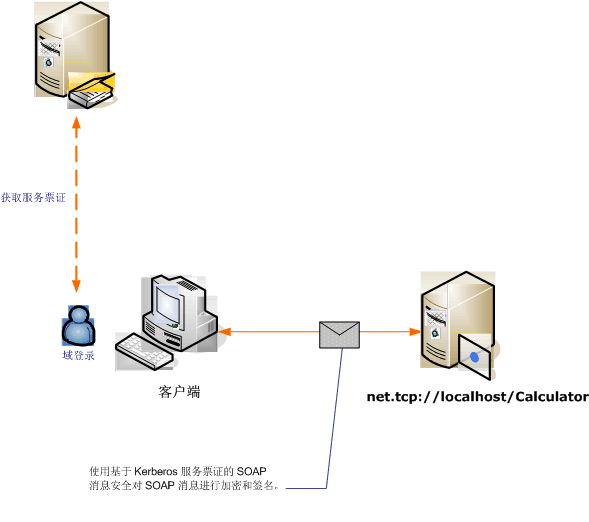 获取服务票证
域登录
客户端
net.tcp://localhost/Calculator
使用基于 Kerberos 服务票证的 SOAP
消息安全对 SOAP 消息进行加密和签名。